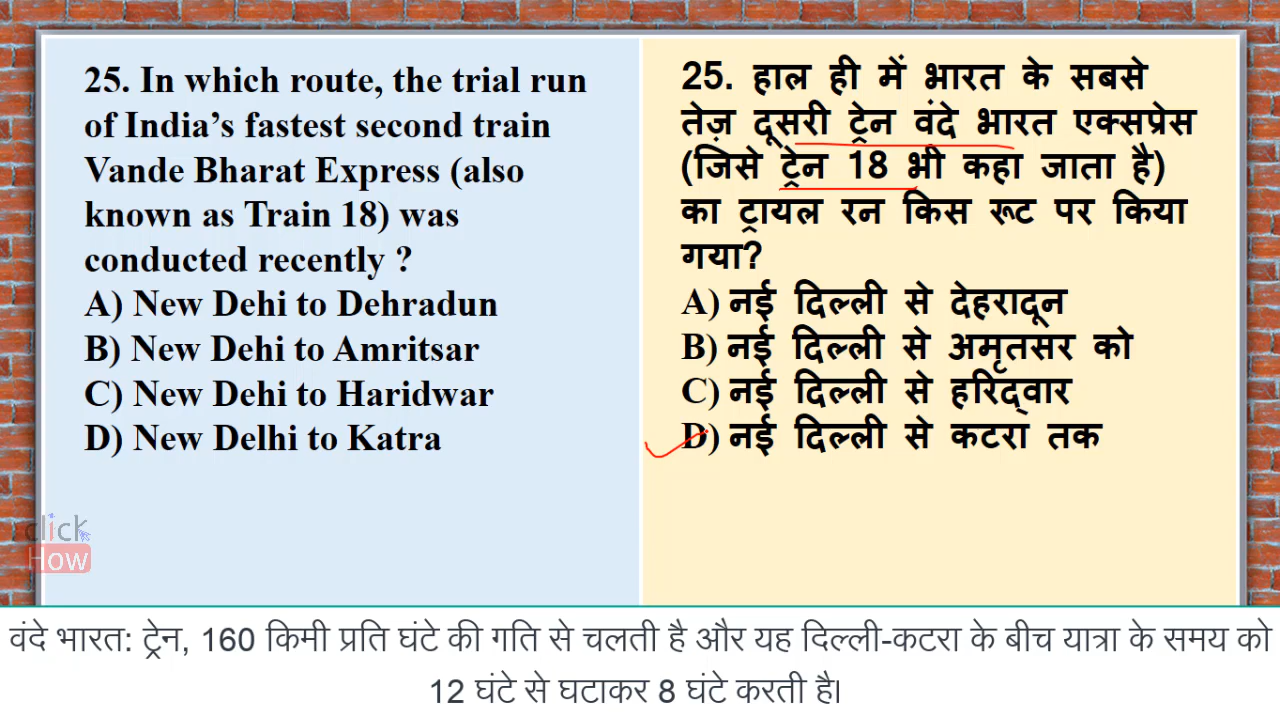 25. In which route, the trial run
of India’s fastest second train
Vande Bharat Express (also
known as Train 18) was
conducted recently ?
A) New Dehi to Dehradun
B) New Dehi to Amritsar
C) New Dehi to Haridwar
D) New Delhi to Katra
25. हाल ही में भारत के सबसे
तेज़ दूसरी ट्रेन वंदे भारत एक्सप्रेस
(जिसे ट्रेन 18 भी कहा जाता है)
का ट्रायल रन किस रूट पर किया
गया?
A) नई दिल्ली से देहरादून
B) नई दिल्ली से अमृतसर को
C) नई दिल्ली से हरिद्वार
D) नई दिल्ली से कटरा तक
click
How
वंदे भारत: ट्रेन, 160 किमी प्रति घंटे की गति से चलती है और यह दिल्ली-कटरा के बीच यात्रा के समय को
12 घंटे से घटाकर 8 घंटे करती है।